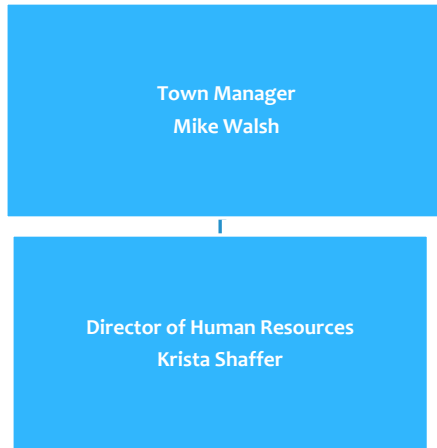 Town Manager
Mike Walsh
Director of Human Resources
Krista Shaffer